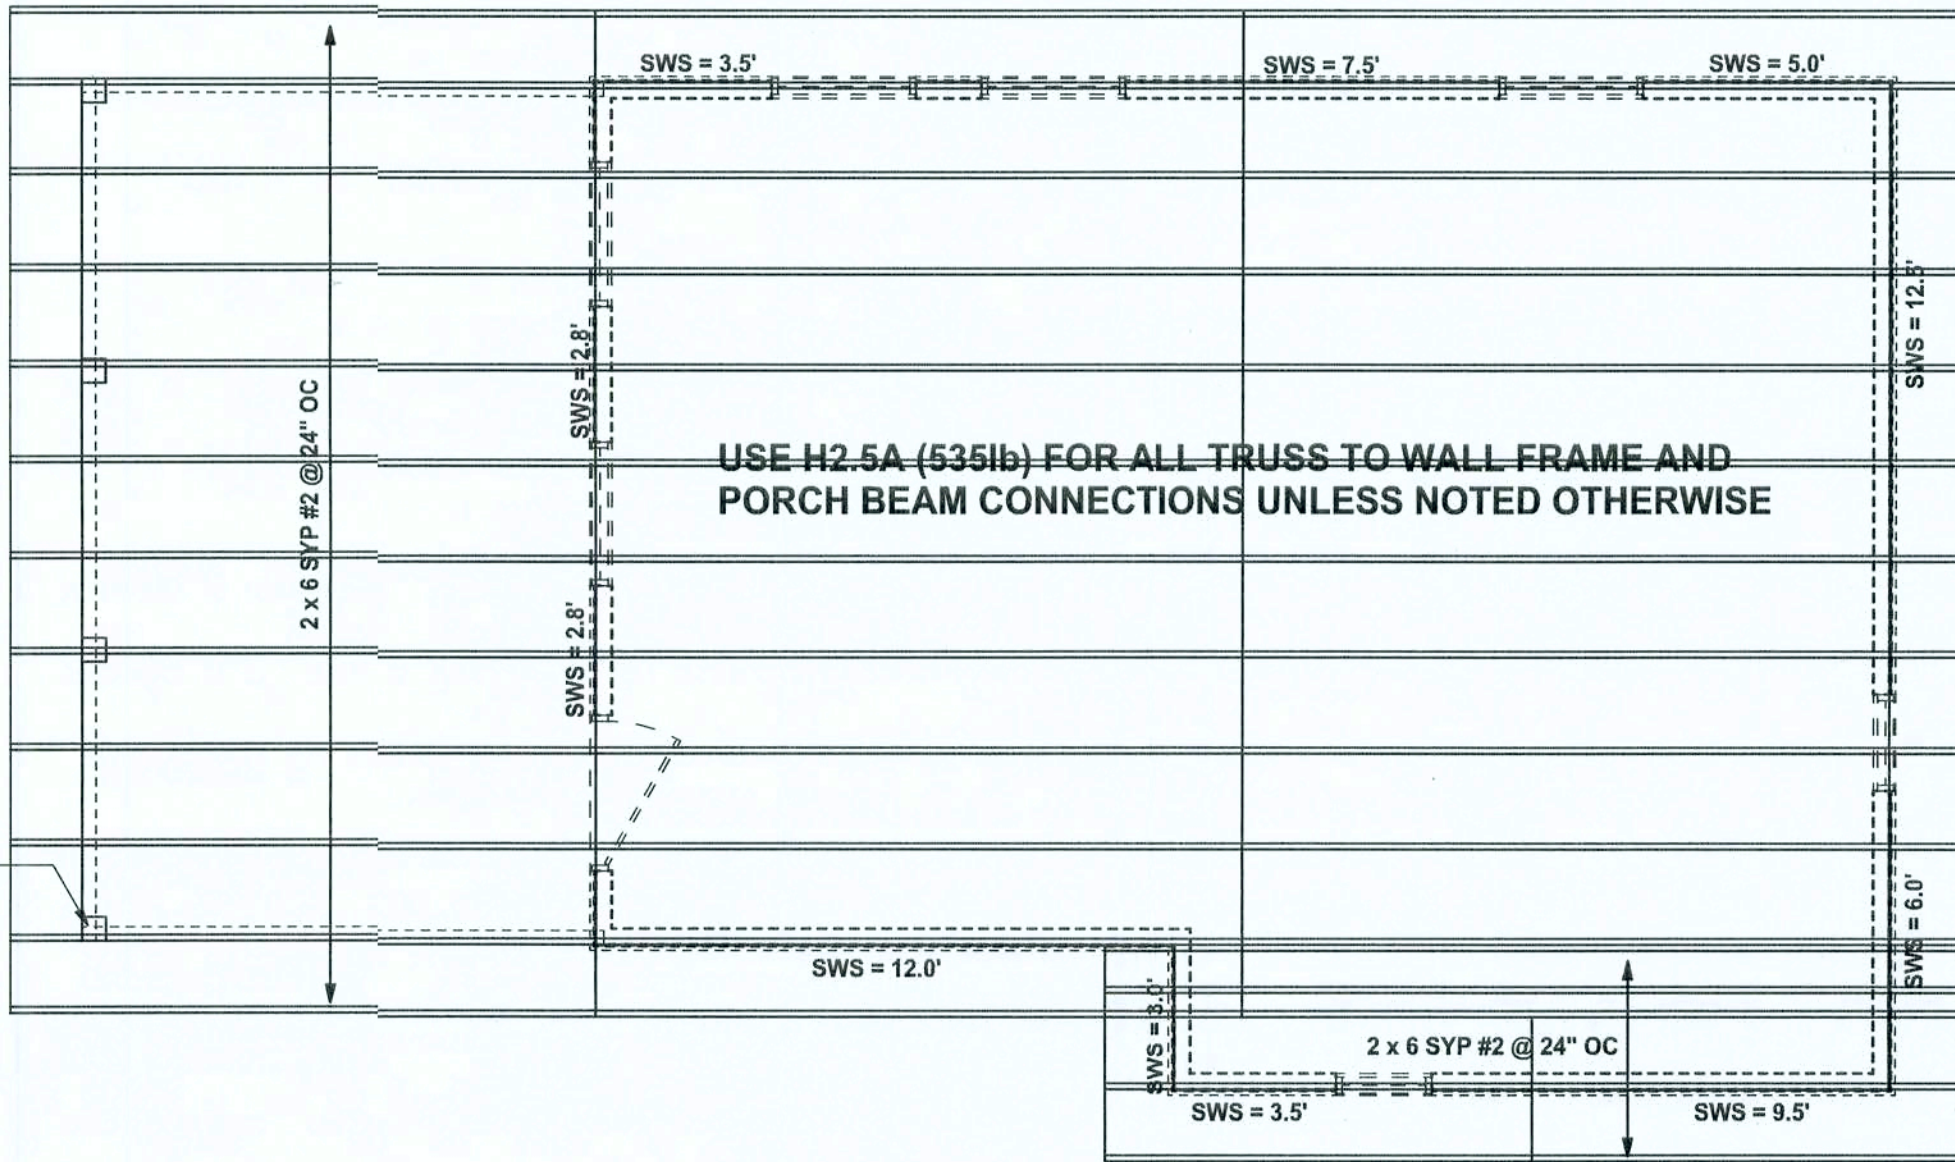 SWS = 3.5'
SWS = 7.5'
SWS = 5.0'
SWS = 12.5'
SWS = 2.8'
2 x 6 SYP #2 @ 24" OC
USE H2.5A (535lb) FOR ALL TRUSS TO WALL FRAME AND
PORCH BEAM CONNECTIONS UNLESS NOTED OTHERWISE
SWS = 2.8'
SWS = 12.0'
SWS = 6.0'
SWS = 3.0'
2 x 6 SYP #2 @ 24" OC
SWS = 3.5'
SWS = 9.5'